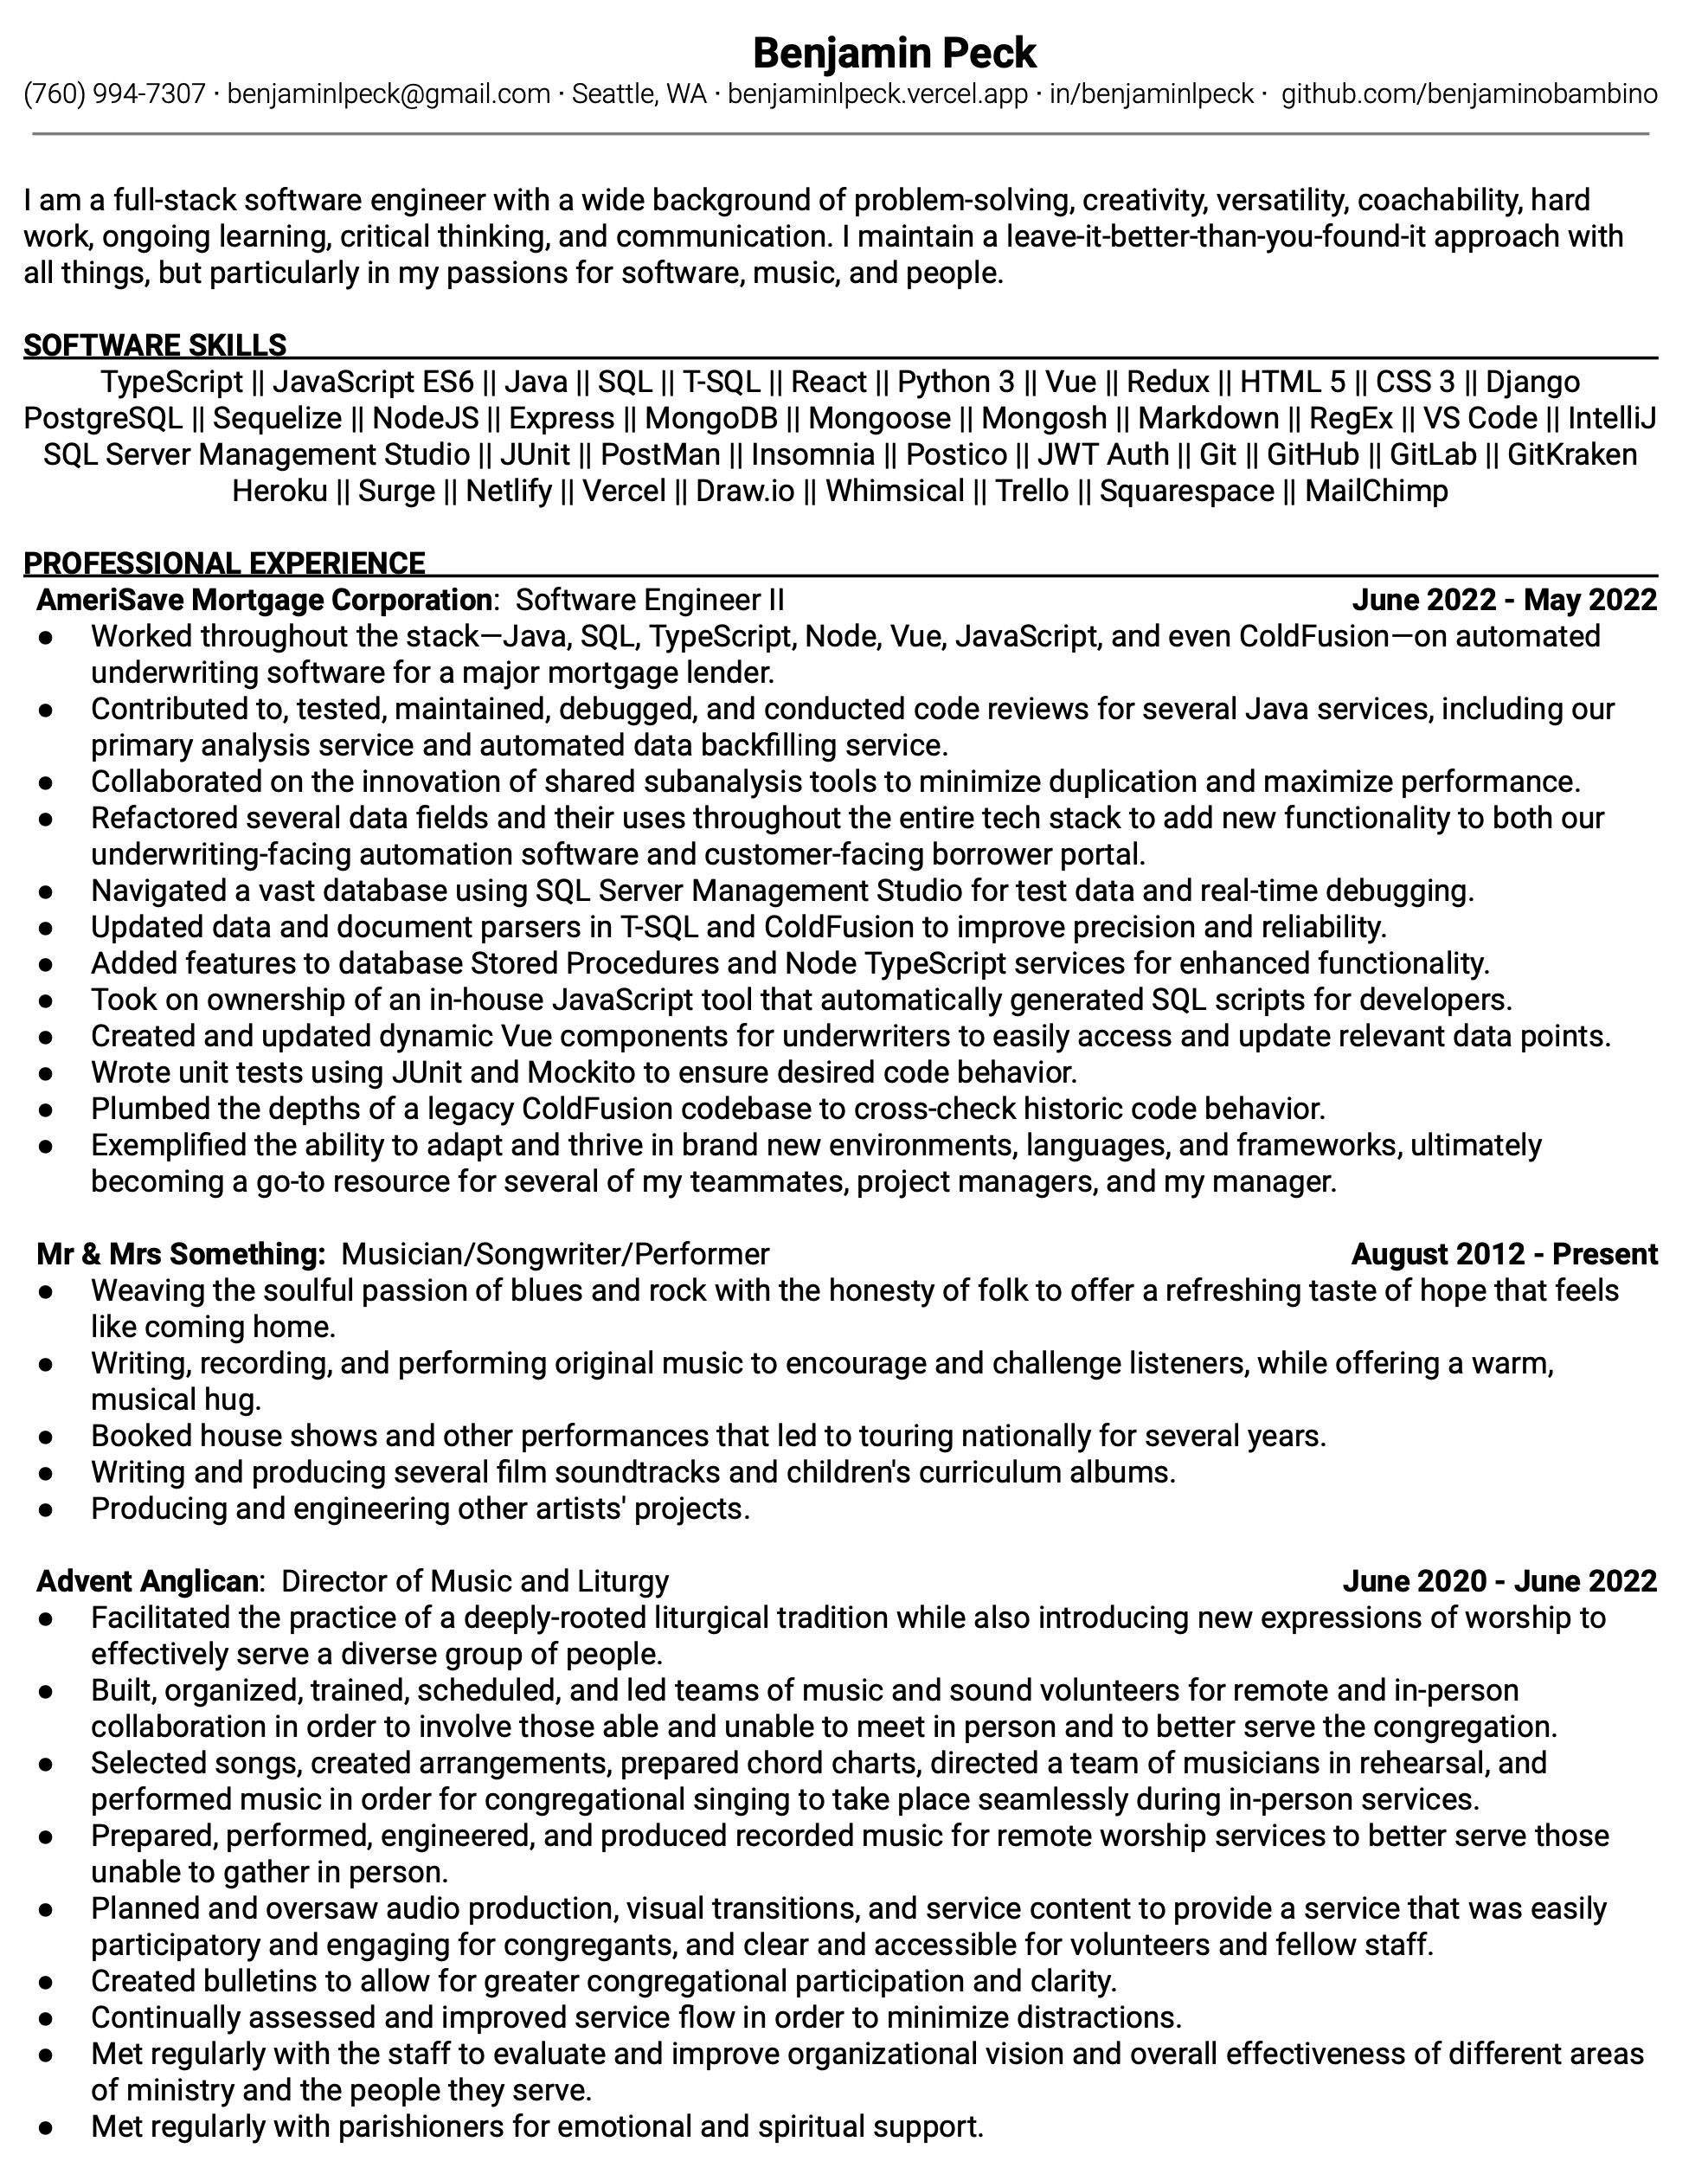 Benjamin Peck
(760) 994-7307 · benjaminlpeck@gmail.com · Seattle, WA · benjaminlpeck.vercel.app · in/benjaminlpeck · github.com/benjaminobambino
I am a full-stack software engineer with a wide background of problem-solving, creativity, versatility, coachability, hard
work, ongoing learning, critical thinking, and communication. I maintain a leave-it-better-than-you-found-it approach with
all things, but particularly in my passions for software, music, and people.
SOFTWARE SKILLS
TypeScript || JavaScript ES6 || Java || SQL || T-SQL || React || Python 3 || Vue || Redux || HTML 5 || CSS 3 || Django
PostgreSQL || Sequelize || NodeJS || Express || MongoDB || Mongoose || Mongosh || Markdown || RegEx || VS Code || IntelliJ
SQL Server Management Studio || JUnit || PostMan || Insomnia || Postico || JWT Auth || Git || GitHub || GitLab || GitKraken
Heroku || Surge || Netlify || Vercel || Draw.io || Whimsical || Trello || Squarespace || MailChimp
PROFESSIONAL EXPERIENCE
AmeriSave Mortgage Corporation: Software Engineer II June 2022 - May 2022
● Worked throughout the stack—Java, SQL, TypeScript, Node, Vue, JavaScript, and even ColdFusion—on automated
underwriting software for a major mortgage lender.
● Contributed to, tested, maintained, debugged, and conducted code reviews for several Java services, including our
primary analysis service and automated data backfilling service.
● Collaborated on the innovation of shared subanalysis tools to minimize duplication and maximize performance.
● Refactored several data fields and their uses throughout the entire tech stack to add new functionality to both our
underwriting-facing automation software and customer-facing borrower portal.
● Navigated a vast database using SQL Server Management Studio for test data and real-time debugging.
● Updated data and document parsers in T-SQL and ColdFusion to improve precision and reliability.
● Added features to database Stored Procedures and Node TypeScript services for enhanced functionality.
● Took on ownership of an in-house JavaScript tool that automatically generated SQL scripts for developers.
● Created and updated dynamic Vue components for underwriters to easily access and update relevant data points.
● Wrote unit tests using JUnit and Mockito to ensure desired code behavior.
● Plumbed the depths of a legacy ColdFusion codebase to cross-check historic code behavior.
● Exemplified the ability to adapt and thrive in brand new environments, languages, and frameworks, ultimately
becoming a go-to resource for several of my teammates, project managers, and my manager.
Mr & Mrs Something: Musician/Songwriter/Performer August 2012 - Present
● Weaving the soulful passion of blues and rock with the honesty of folk to offer a refreshing taste of hope that feels
like coming home.
● Writing, recording, and performing original music to encourage and challenge listeners, while offering a warm,
musical hug.
● Booked house shows and other performances that led to touring nationally for several years.
● Writing and producing several film soundtracks and children's curriculum albums.
● Producing and engineering other artists' projects.
Advent Anglican: Director of Music and Liturgy June 2020 - June 2022
● Facilitated the practice of a deeply-rooted liturgical tradition while also introducing new expressions of worship to
effectively serve a diverse group of people.
● Built, organized, trained, scheduled, and led teams of music and sound volunteers for remote and in-person
collaboration in order to involve those able and unable to meet in person and to better serve the congregation.
● Selected songs, created arrangements, prepared chord charts, directed a team of musicians in rehearsal, and
performed music in order for congregational singing to take place seamlessly during in-person services.
● Prepared, performed, engineered, and produced recorded music for remote worship services to better serve those
unable to gather in person.
● Planned and oversaw audio production, visual transitions, and service content to provide a service that was easily
participatory and engaging for congregants, and clear and accessible for volunteers and fellow staff.
● Created bulletins to allow for greater congregational participation and clarity.
● Continually assessed and improved service flow in order to minimize distractions.
● Met regularly with the staff to evaluate and improve organizational vision and overall effectiveness of different areas
of ministry and the people they serve.
● Met regularly with parishioners for emotional and spiritual support.